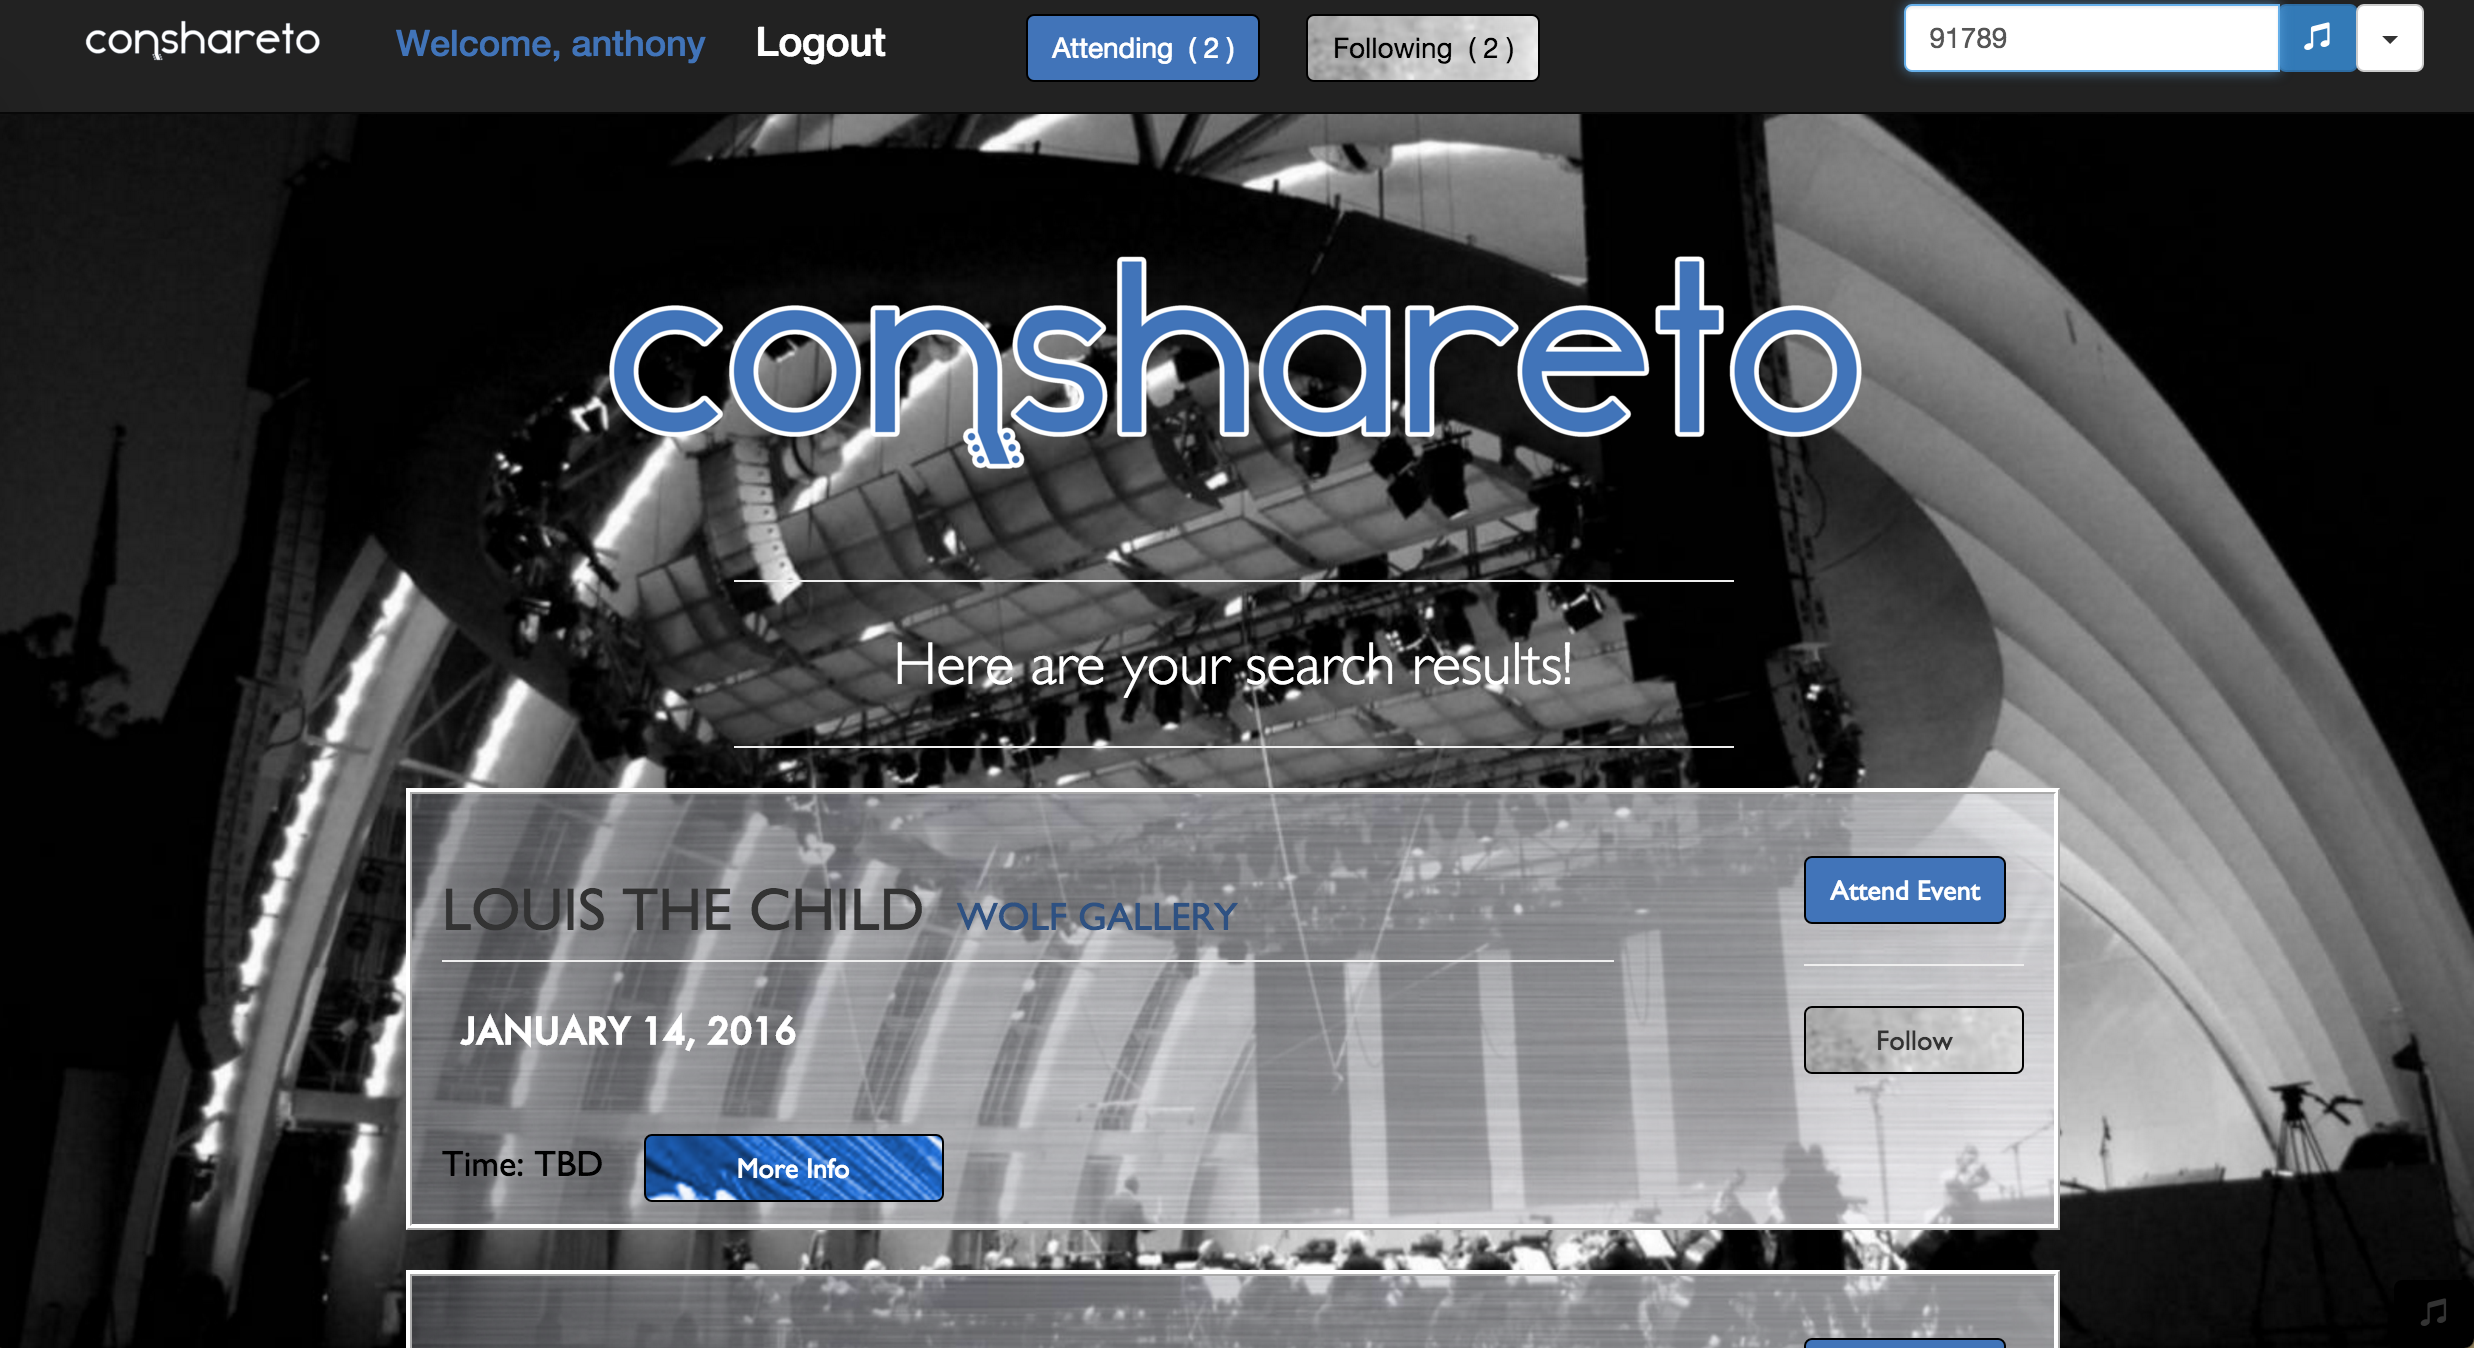 conshareto Welcome, anthony Logout Attending ( 2 ) Following ( 2 ) 91789
conshareto
Here are your search results!
LOUIS THE CHILD WOLF GALLERY
Attend Event
JANUARY 14, 2016
Follow
Time: TBD More Info